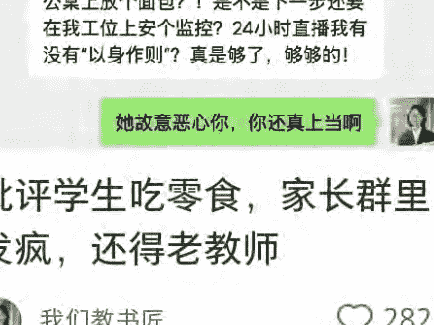 公桌上放个面包？！是不是下一步还要
在我工位上安个监控？24小时直播我有
没有“以身作则”？真是够了，够够的！
她故意恶心你，你还真上当啊
批评学生吃零食，家长群里
发疯，还得老教师
我们教书匠
282